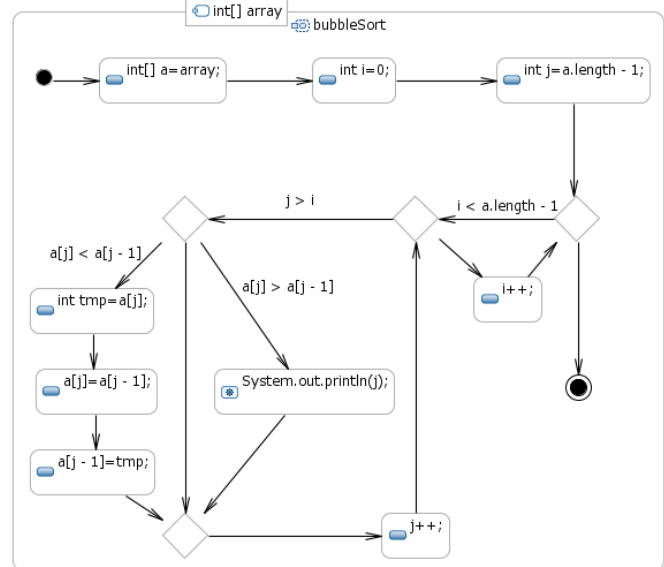 int[] array
bubbleSort
int[] a=array;
int i=0;
int j=a.length - 1;
j > i
i < a.length - 1
a[j] < a[j - 1]
a[j] > a[j - 1]
i++;
int tmp=a[j];
a[j]=a[j - 1];
System.out.println(j);
a[j - 1]=tmp;
j++;